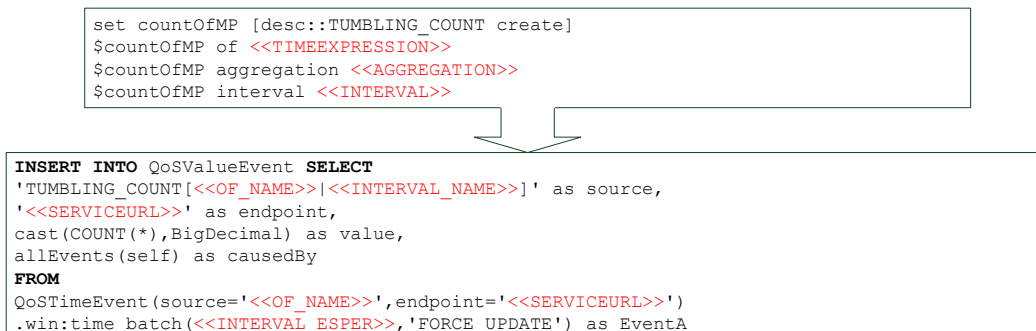 set countOfMP [desc::TUMBLING_COUNT create]
$countOfMP of <<TIMEEXPRESSION>>
$countOfMP aggregation <<AGGREGATION>>
$countOfMP interval <<INTERVAL>>
INSERT INTO QoSValueEvent SELECT
'TUMBLING_COUNT[<<OF_NAME>>|<<INTERVAL_NAME>>]' as source,
'<<SERVICEURL>>' as endpoint,
cast(COUNT(*),BigDecimal) as value,
allEvents(self) as causedBy
FROM
QoSTimeEvent(source='<<OF_NAME>>',endpoint='<<SERVICEURL>>')
.win:time_batch(<<INTERVAL_ESPER>>,'FORCE_UPDATE') as EventA